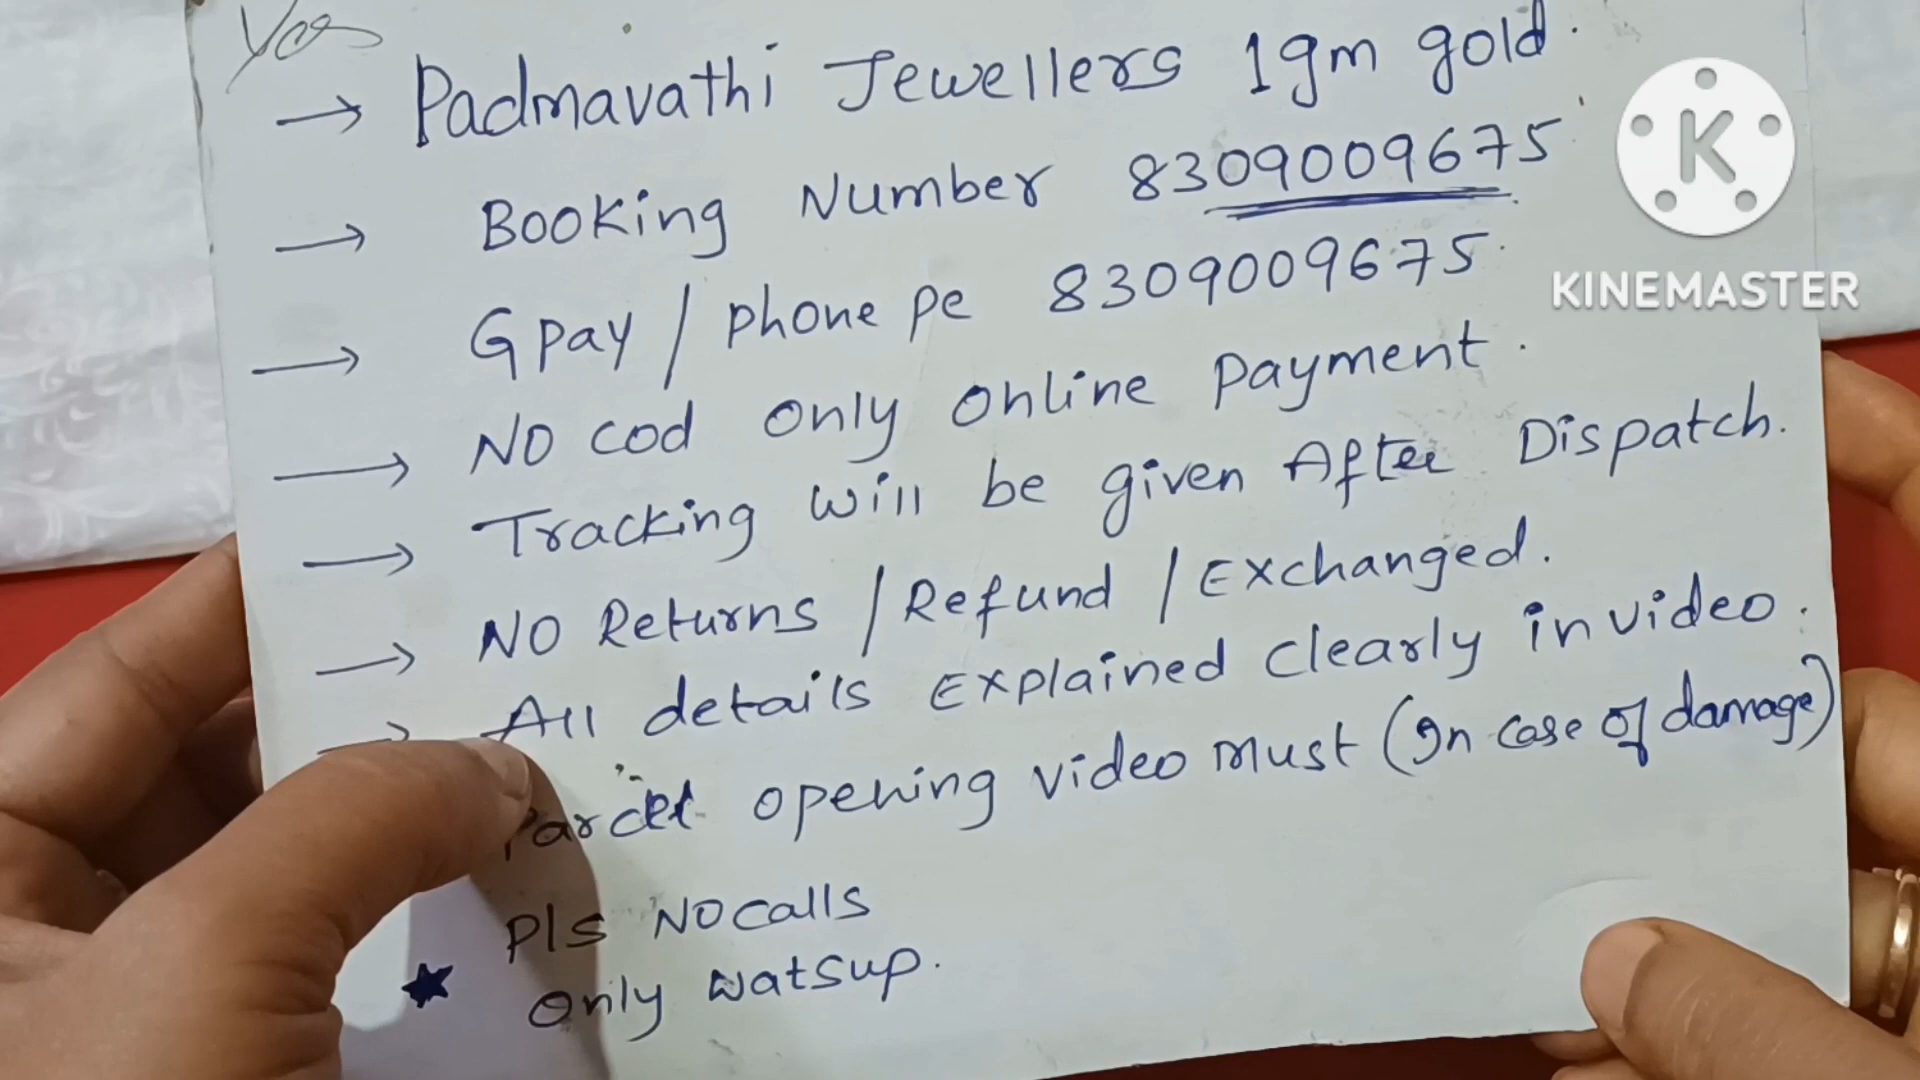 Yes
→ Padmavathi Jewellers 1gm gold.
→ Booking Number 8309009675
→ Gpay / phone pe 8309009675.
→ NO cod only online payment.
→ Tracking will be given After Dispatch.
→ NO Returns / Refund / Exchanged.
→ All details Explained clearly in video.
Parcel opening video must (In case of damage)
Pls NO calls
★ only watsup.
KINEMASTER